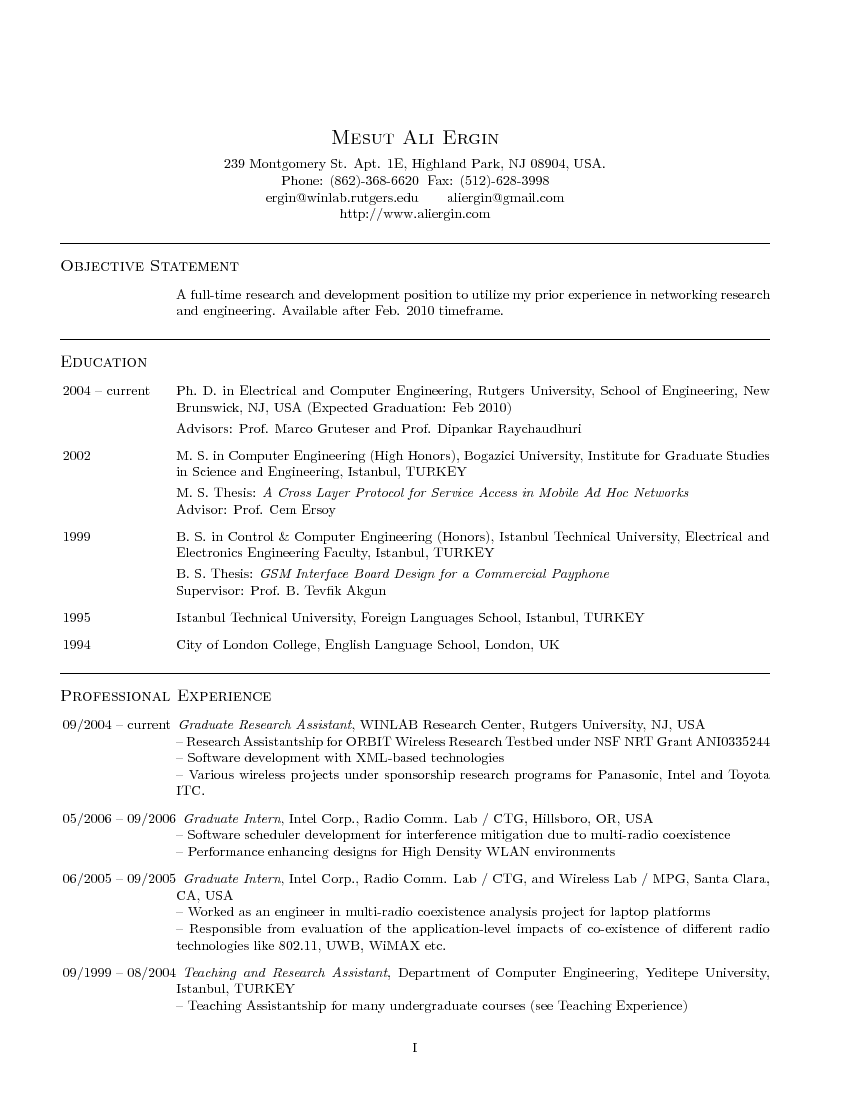 Mesut Ali Ergin
239 Montgomery St. Apt. 1E, Highland Park, NJ 08904, USA.
Phone: (862)-368-6620 Fax: (512)-628-3998
ergin@winlab.rutgers.edu aliergin@gmail.com
http://www.aliergin.com
Objective Statement
A full-time research and development position to utilize my prior experience in networking research
and engineering. Available after Feb. 2010 timeframe.
Education
2004 – current Ph. D. in Electrical and Computer Engineering, Rutgers University, School of Engineering, New
Brunswick, NJ, USA (Expected Graduation: Feb 2010)
Advisors: Prof. Marco Gruteser and Prof. Dipankar Raychaudhuri
2002 M. S. in Computer Engineering (High Honors), Bogazici University, Institute for Graduate Studies
in Science and Engineering, Istanbul, TURKEY
M. S. Thesis: A Cross Layer Protocol for Service Access in Mobile Ad Hoc Networks
Advisor: Prof. Cem Ersoy
1999 B. S. in Control & Computer Engineering (Honors), Istanbul Technical University, Electrical and
Electronics Engineering Faculty, Istanbul, TURKEY
B. S. Thesis: GSM Interface Board Design for a Commercial Payphone
Supervisor: Prof. B. Tevfik Akgun
1995 Istanbul Technical University, Foreign Languages School, Istanbul, TURKEY
1994 City of London College, English Language School, London, UK
Professional Experience
09/2004 – current Graduate Research Assistant, WINLAB Research Center, Rutgers University, NJ, USA
– Research Assistantship for ORBIT Wireless Research Testbed under NSF NRT Grant ANI0335244
– Software development with XML-based technologies
– Various wireless projects under sponsorship research programs for Panasonic, Intel and Toyota
ITC.
05/2006 – 09/2006 Graduate Intern, Intel Corp., Radio Comm. Lab / CTG, Hillsboro, OR, USA
– Software scheduler development for interference mitigation due to multi-radio coexistence
– Performance enhancing designs for High Density WLAN environments
06/2005 – 09/2005 Graduate Intern, Intel Corp., Radio Comm. Lab / CTG, and Wireless Lab / MPG, Santa Clara,
CA, USA
– Worked as an engineer in multi-radio coexistence analysis project for laptop platforms
– Responsible from evaluation of the application-level impacts of co-existence of different radio
technologies like 802.11, UWB, WiMAX etc.
09/1999 – 08/2004 Teaching and Research Assistant, Department of Computer Engineering, Yeditepe University,
Istanbul, TURKEY
– Teaching Assistantship for many undergraduate courses (see Teaching Experience)
I